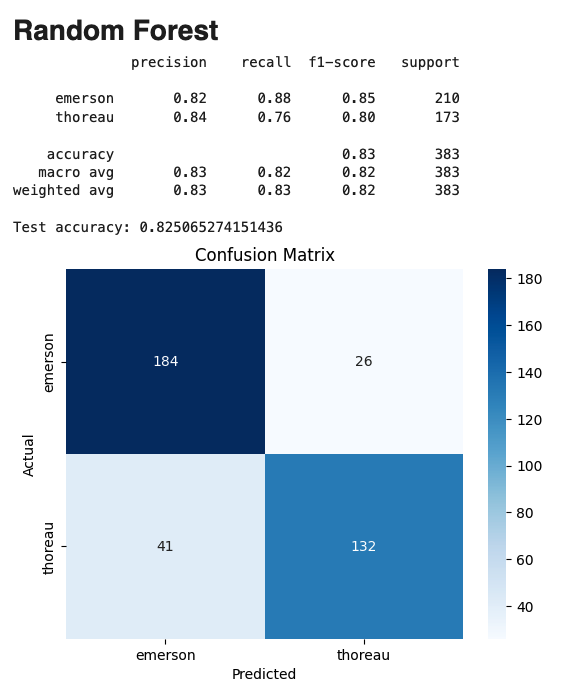 Random Forest
precision recall f1-score support
emerson 0.82 0.88 0.85 210
thoreau 0.84 0.76 0.80 173
accuracy 0.83 383
macro avg 0.83 0.82 0.82 383
weighted avg 0.83 0.83 0.82 383
Test accuracy: 0.825065274151436
Confusion Matrix
180
160
140
120
100
80
60
40
Actual
emerson
184 26
thoreau
41 132
emerson thoreau
Predicted